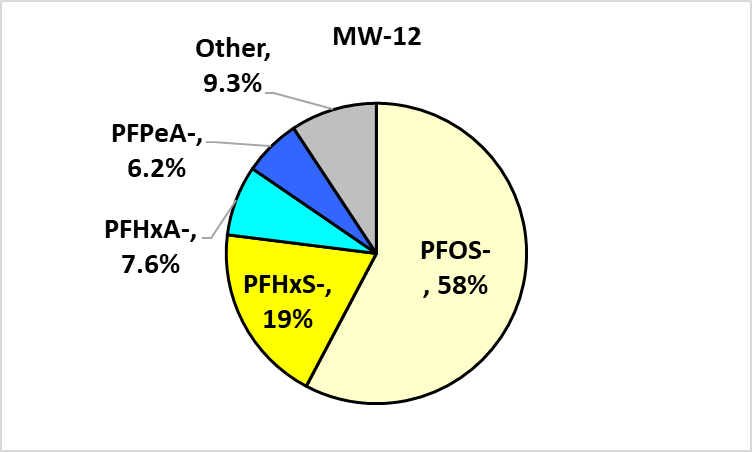 MW-12
Other,
9.3%
PFPeA-,
6.2%
PFHxA-,
7.6%
PFHxS-,
19%
PFOS-
, 58%